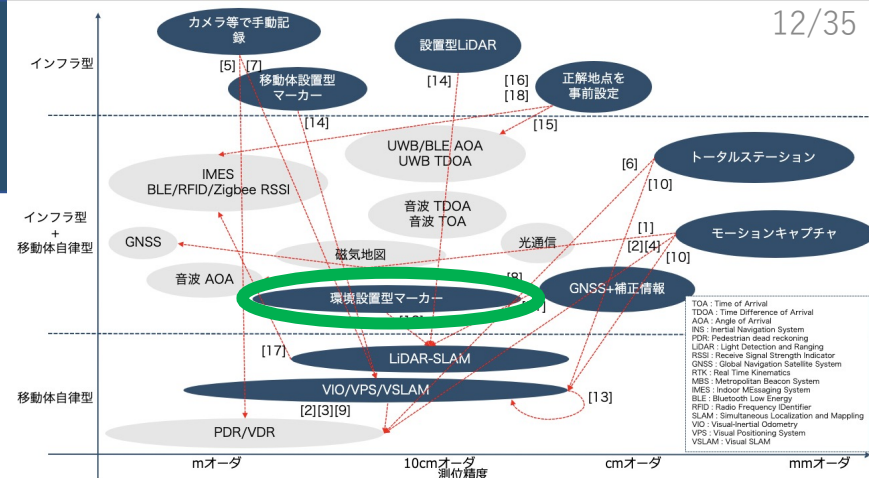 12/35
カメラ等で手動記
録
設置型LiDAR
インフラ型
[5]
[7]
移動体設置型
マーカー
[14]
[16]
[18]
正解地点を
事前設定
[14]
[15]
UWB/BLE AOA
UWB TDOA
トータルステーション
[6]
[10]
IMES
BLE/RFID/Zigbee RSSI
音波 TDOA
音波 TOA
インフラ型
+
移動体自律型
GNSS
光通信
[1]
モーションキャプチャ
[2][4]
[10]
磁気地図
音波 AOA
[8]
環境設置型マーカー
GNSS+補正情報
TOA : Time of Arrival
TDOA : Time Difference of Arrival
AOA : Angle of Arrival
INS : Inertial Navigation System
PDR: Pedestrian dead reckoning
LiDAR : Light Detection and Ranging
RSSI : Receive Signal Strength Indicator
GNSS : Global Navigation Satellite System
RTK : Real Time Kinematics
MBS : Metropolitan Beacon System
IMES : Indoor MEssaging System
BLE : Bluetooth Low Energy
RFID : Radio Frequency IDentifier
SLAM : Simultaneous Localization and Mapping
VIO : Visual-Inertial Odometry
VPS : Visual Positioning System
VSLAM : Visual SLAM
[17]
LiDAR-SLAM
移動体自律型
VIO/VPS/VSLAM
[13]
[2][3][9]
PDR/VDR
mオーダ
10cmオーダ
cmオーダ
mmオーダ
測位精度